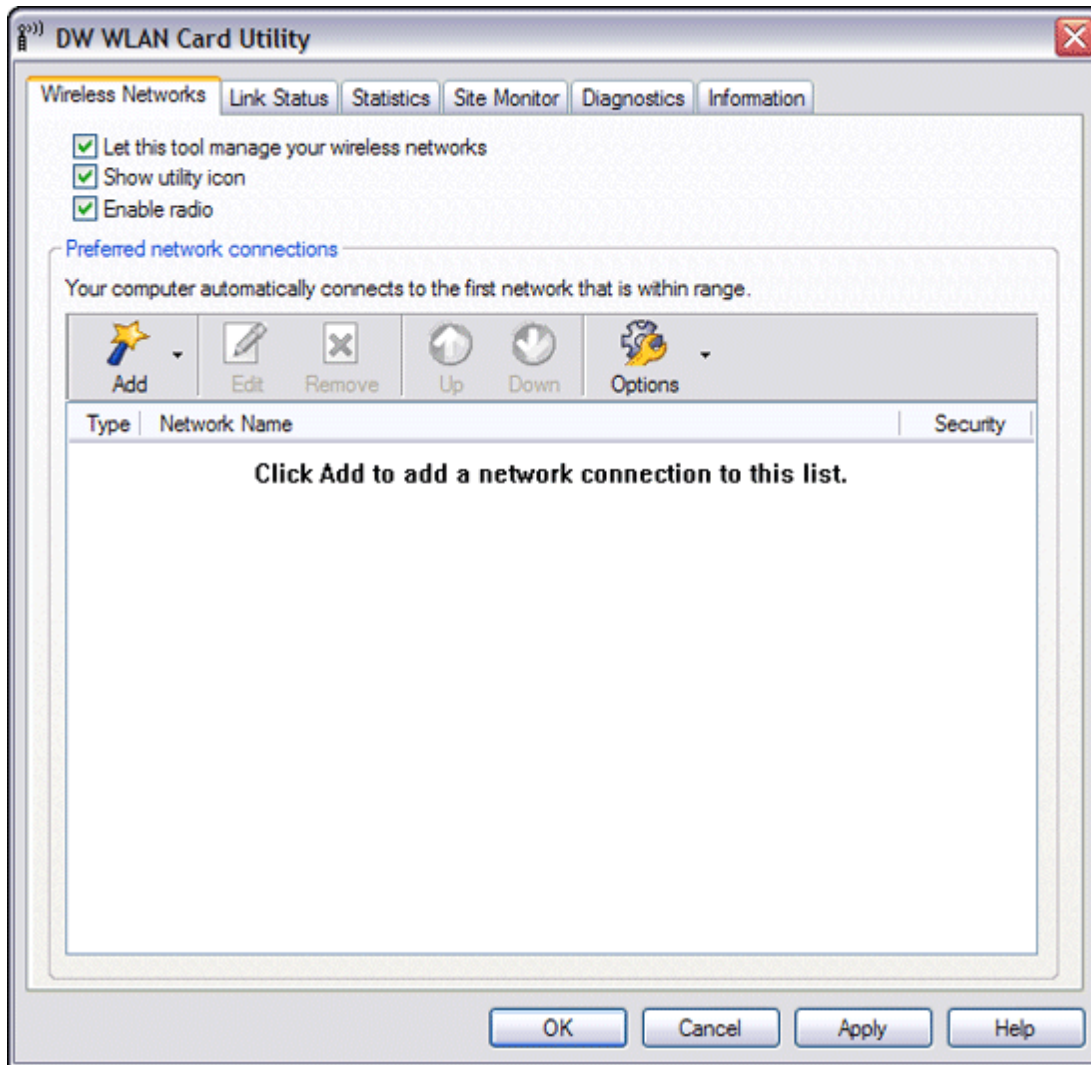 DW WLAN Card Utility
Wireless Networks Link Status Statistics Site Monitor Diagnostics Information
Let this tool manage your wireless networks
Show utility icon
Enable radio
Preferred network connections
Your computer automatically connects to the first network that is within range.
Add Edit Remove Up Down Options
Type Network Name Security
Click Add to add a network connection to this list.
OK Cancel Apply Help